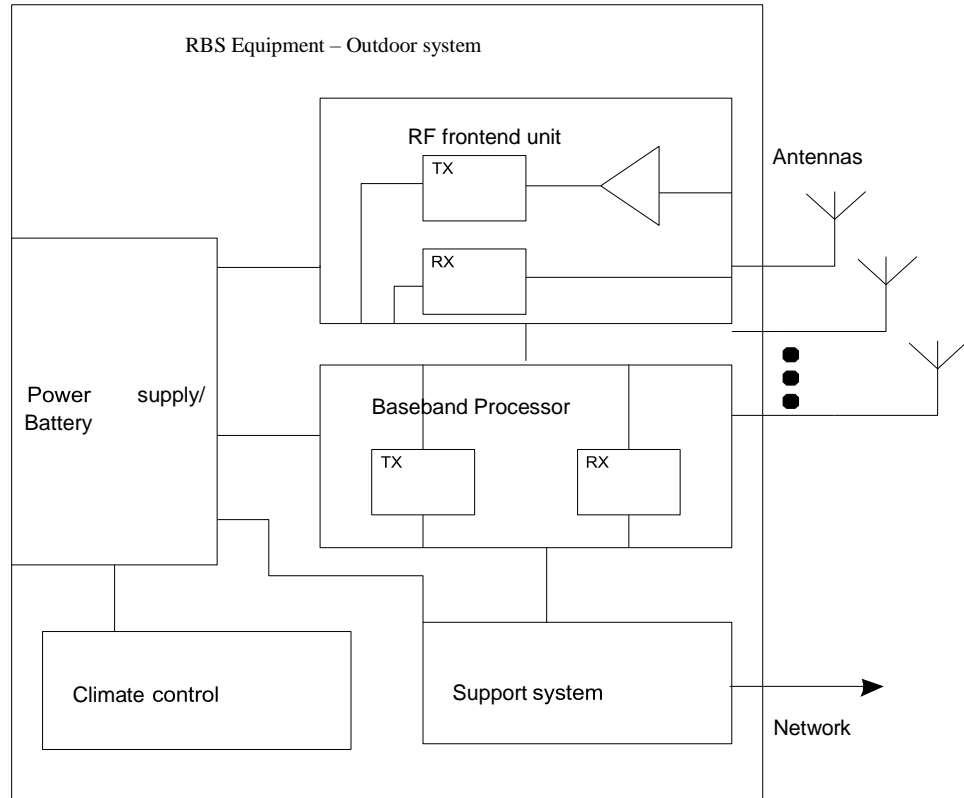 RBS Equipment – Outdoor system
RF frontend unit
TX
RX
Antennas
Power supply/
Battery
Baseband Processor
TX
RX
Climate control
Support system
Network